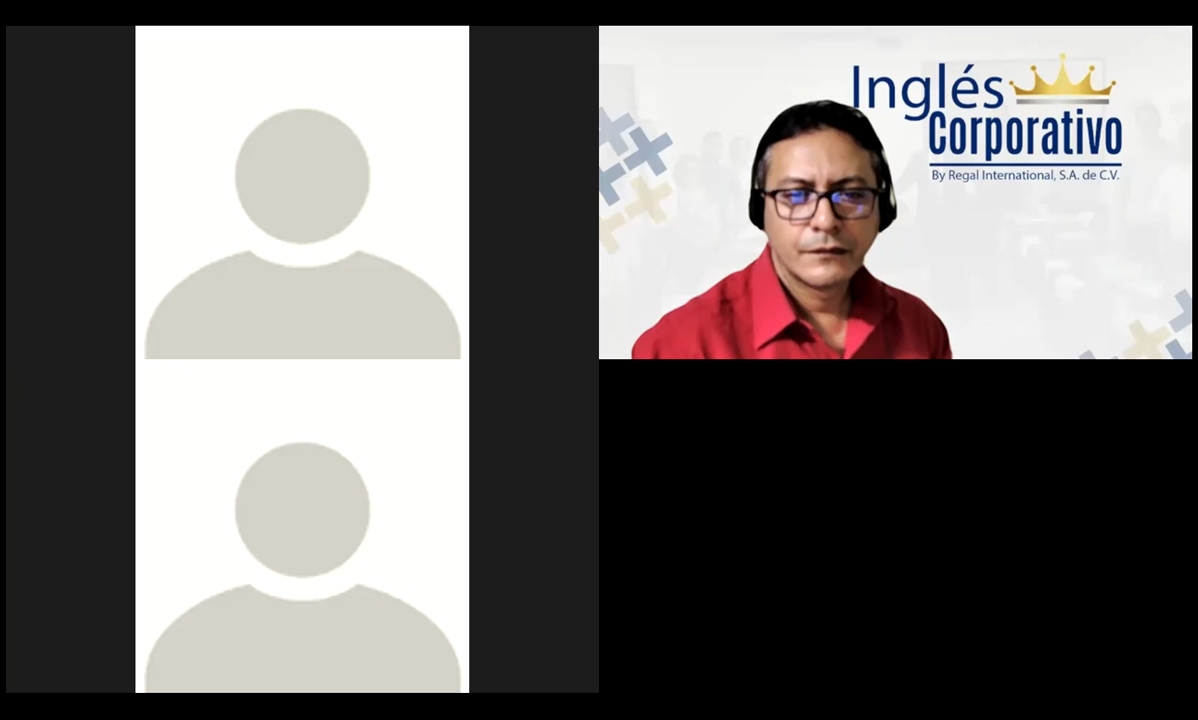 Inglés
Corporativo
By Regal International, S.A. de C.V.